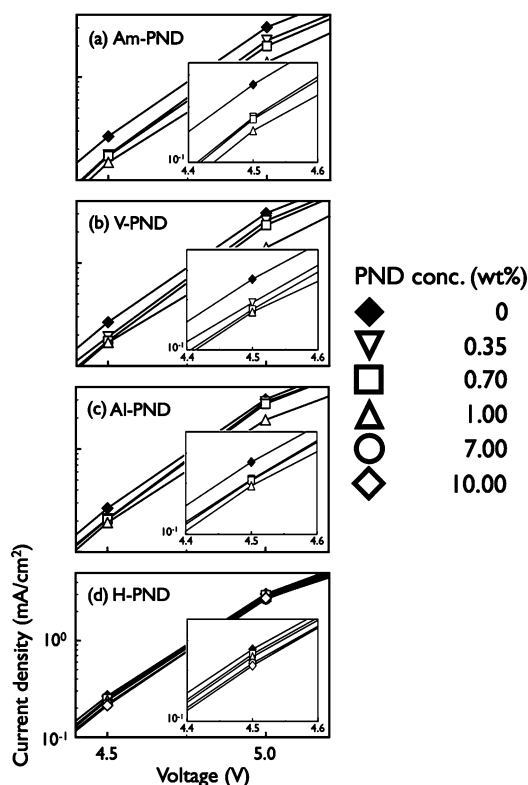 (a) Am-PND
10-1
4.4 4.5 4.6
(b) V-PND
10-1
4.4 4.5 4.6
(c) Al-PND
10-1
4.4 4.5 4.6
(d) H-PND
10-1
4.4 4.5 4.6
10⁰
10-1
4.5 5.0
Voltage (V)
Current density (mA/cm²)
PND conc. (wt%)
0
0.35
0.70
1.00
7.00
10.00